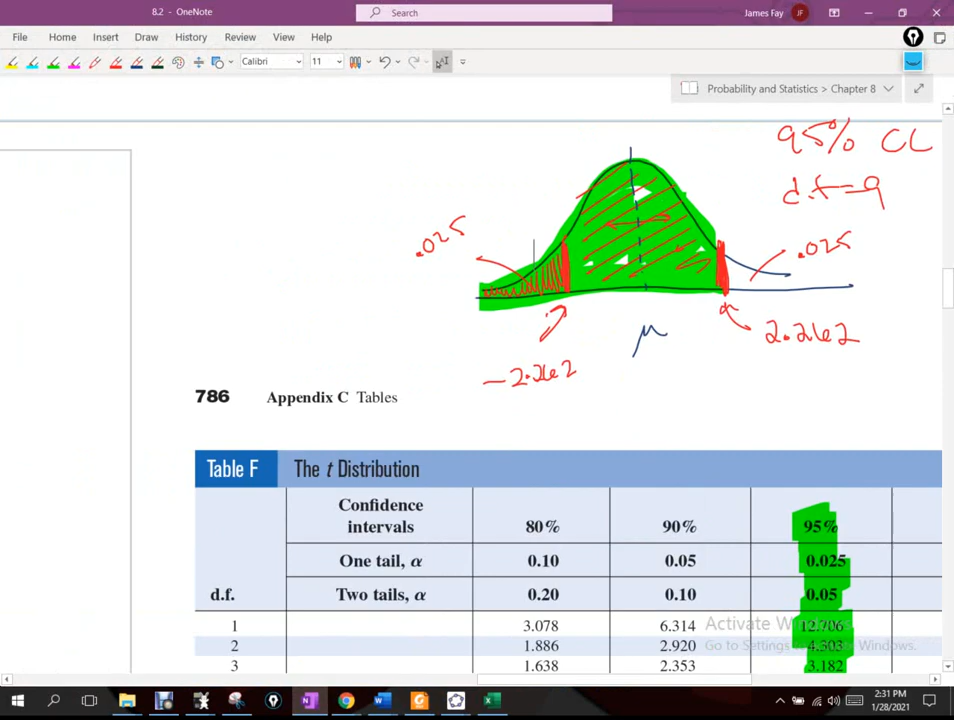 8.2 - OneNote
Search
James Fay JF
File Home Insert Draw History Review View Help
Calibri 11
Probability and Statistics > Chapter 8
95% CL
d.f=9
.025
.025
2.262
-2.262
μ
786 Appendix C Tables
Table F The t Distribution
Confidence intervals 80% 90% 95%
One tail, α 0.10 0.05 0.025
d.f. Two tails, α 0.20 0.10 0.05
1 3.078 6.314 12.706
2 1.886 2.920 4.303
3 1.638 2.353 3.182
Activate Windows
Go to Settings to activate Windows.
2:31 PM
1/28/2021